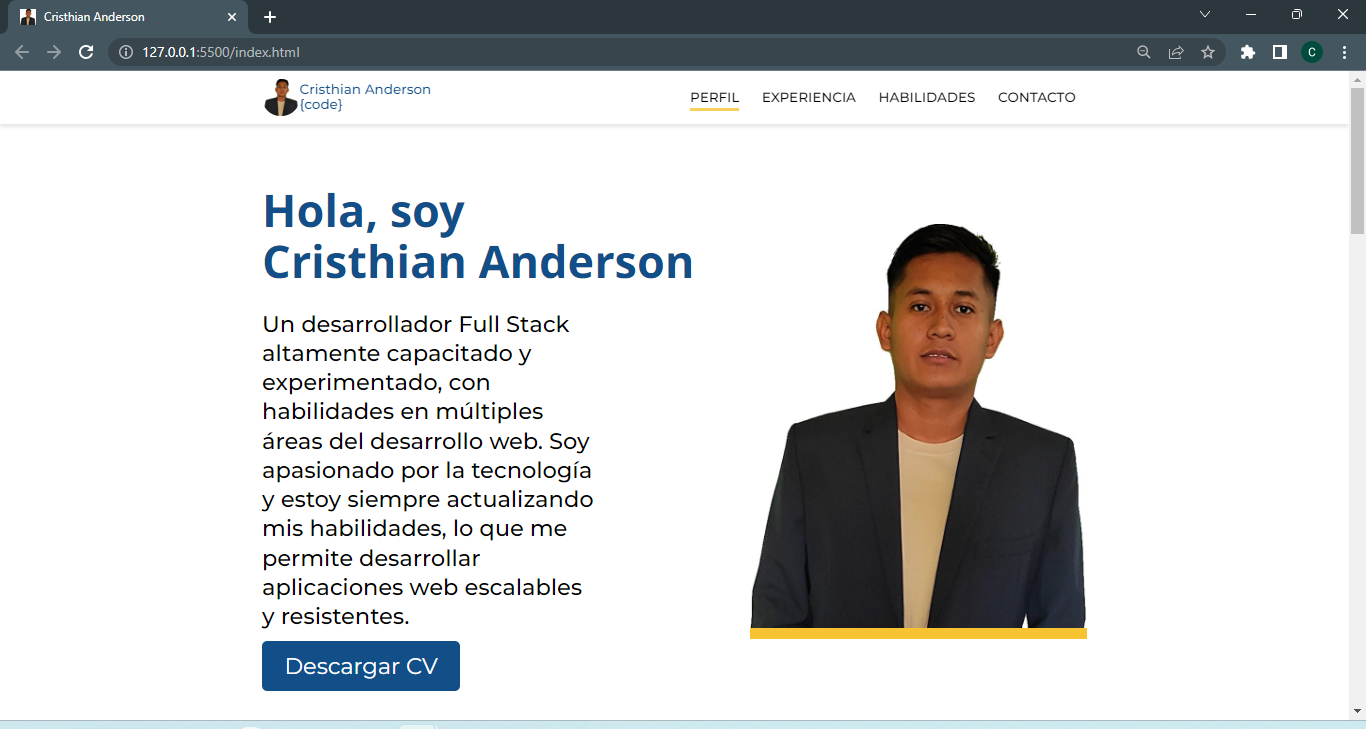 Cristhian Anderson
127.0.0.1:5500/index.html
C
Cristhian Anderson
{code}
PERFIL EXPERIENCIA HABILIDADES CONTACTO
Hola, soy
Cristhian Anderson
Un desarrollador Full Stack
altamente capacitado y
experimentado, con
habilidades en múltiples
áreas del desarrollo web. Soy
apasionado por la tecnología
y estoy siempre actualizando
mis habilidades, lo que me
permite desarrollar
aplicaciones web escalables
y resistentes.
Descargar CV